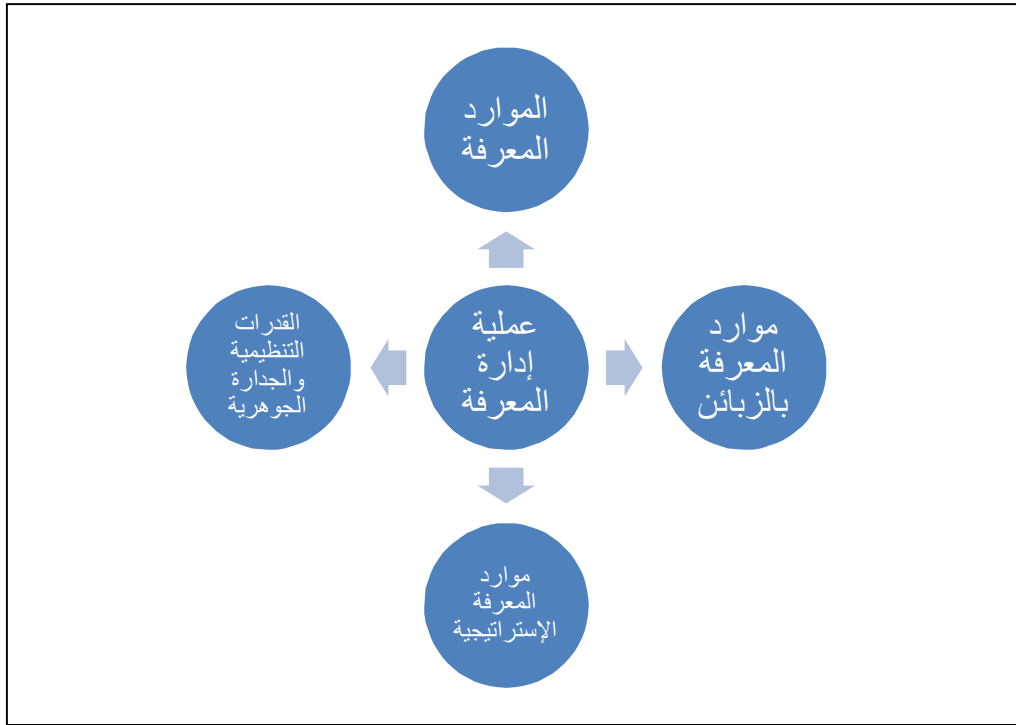 الموارد
المعرفة
موارد
المعرفة
بالزبائن
عملية
إدارة
المعرفة
القدرات
التنظيمية
والجدارة
الجوهرية
موارد
المعرفة
الإستراتيجية